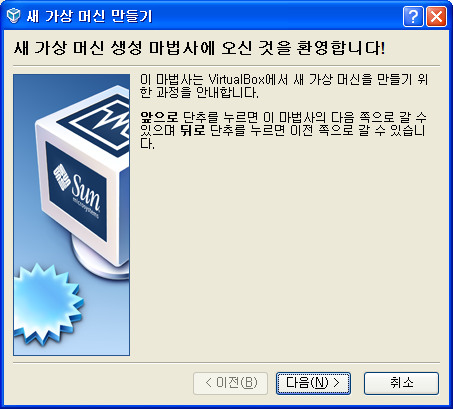 새 가상 머신 만들기
새 가상 머신 생성 마법사에 오신 것을 환영합니다!
이 마법사는 VirtualBox에서 새 가상 머신을 만들기 위
한 과정을 안내합니다.
앞으로 단추를 누르면 이 마법사의 다음 쪽으로 갈 수
있으며 뒤로 단추를 누르면 이전 쪽으로 갈 수 있습니
다.
Sun
microsystems
< 이전(B)
다음(N) >
취소